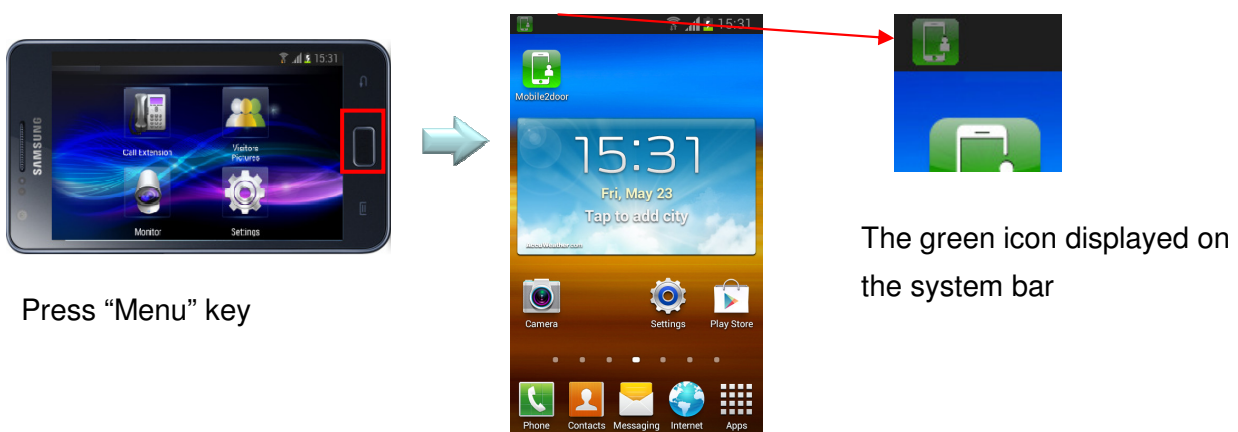 SAMSUNG
15:31
Call Extension
Visitors
Pictures
Monitor
Settings
Press “Menu” key
15:31
Mobile2door
15:31
Fri, May 23
Tap to add city
AccuWeather.com
Camera
Settings
Play Store
Phone
Contacts
Messaging
Internet
Apps
The green icon displayed on
the system bar